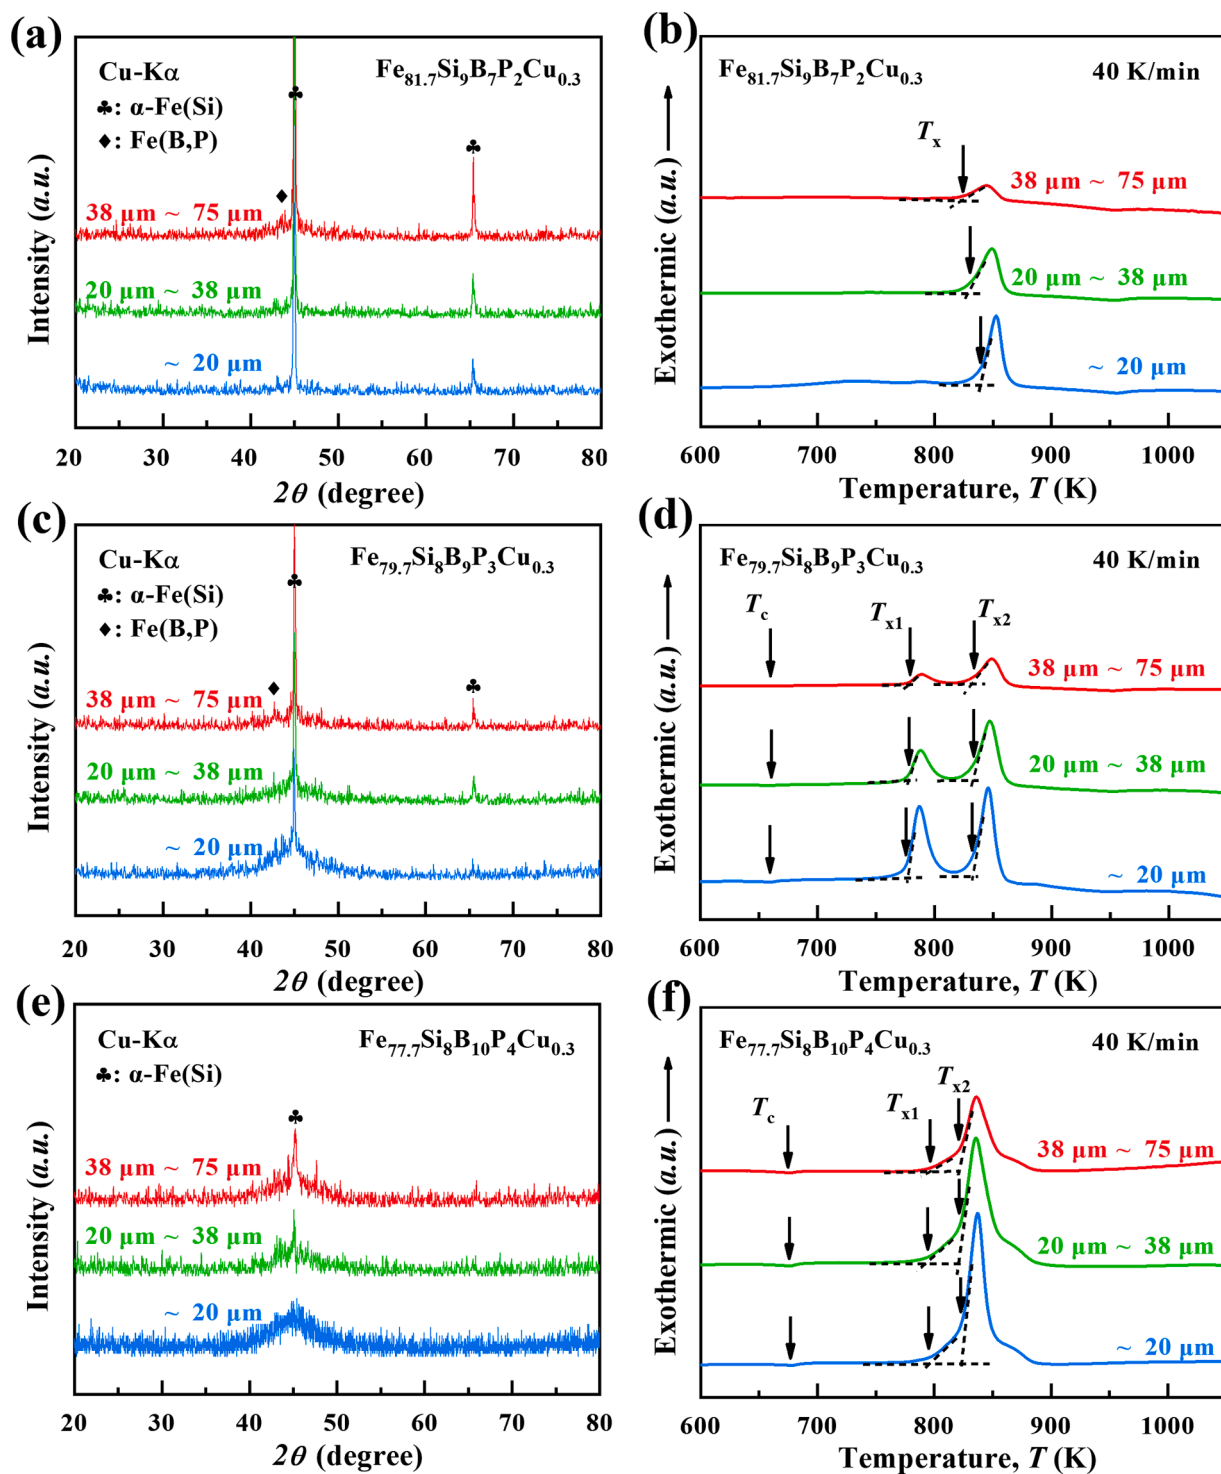 (a)
Cu-Kα
Fe81.7Si9B7P2Cu0.3
♣: α-Fe(Si)
♦: Fe(B,P)
♣
♣
♦
38 μm ~ 75 μm
20 μm ~ 38 μm
~ 20 μm
Intensity (a.u.)
20 30 40 50 60 70 80
2θ (degree)
(b)
Fe81.7Si9B7P2Cu0.3
40 K/min
Tx
38 μm ~ 75 μm
20 μm ~ 38 μm
~ 20 μm
Exothermic (a.u.)
600 700 800 900 1000
Temperature, T (K)
(c)
Cu-Kα
Fe79.7Si8B9P3Cu0.3
♣: α-Fe(Si)
♦: Fe(B,P)
♣
♦
♣
38 μm ~ 75 μm
20 μm ~ 38 μm
~ 20 μm
Intensity (a.u.)
20 30 40 50 60 70 80
2θ (degree)
(d)
Fe79.7Si8B9P3Cu0.3
40 K/min
Tc
Tx1
Tx2
38 μm ~ 75 μm
20 μm ~ 38 μm
~ 20 μm
Exothermic (a.u.)
600 700 800 900 1000
Temperature, T (K)
(e)
Cu-Kα
Fe77.7Si8B10P4Cu0.3
♣: α-Fe(Si)
♣
38 μm ~ 75 μm
20 μm ~ 38 μm
~ 20 μm
Intensity (a.u.)
20 30 40 50 60 70 80
2θ (degree)
(f)
Fe77.7Si8B10P4Cu0.3
40 K/min
Tc
Tx1
Tx2
38 μm ~ 75 μm
20 μm ~ 38 μm
~ 20 μm
Exothermic (a.u.)
600 700 800 900 1000
Temperature, T (K)